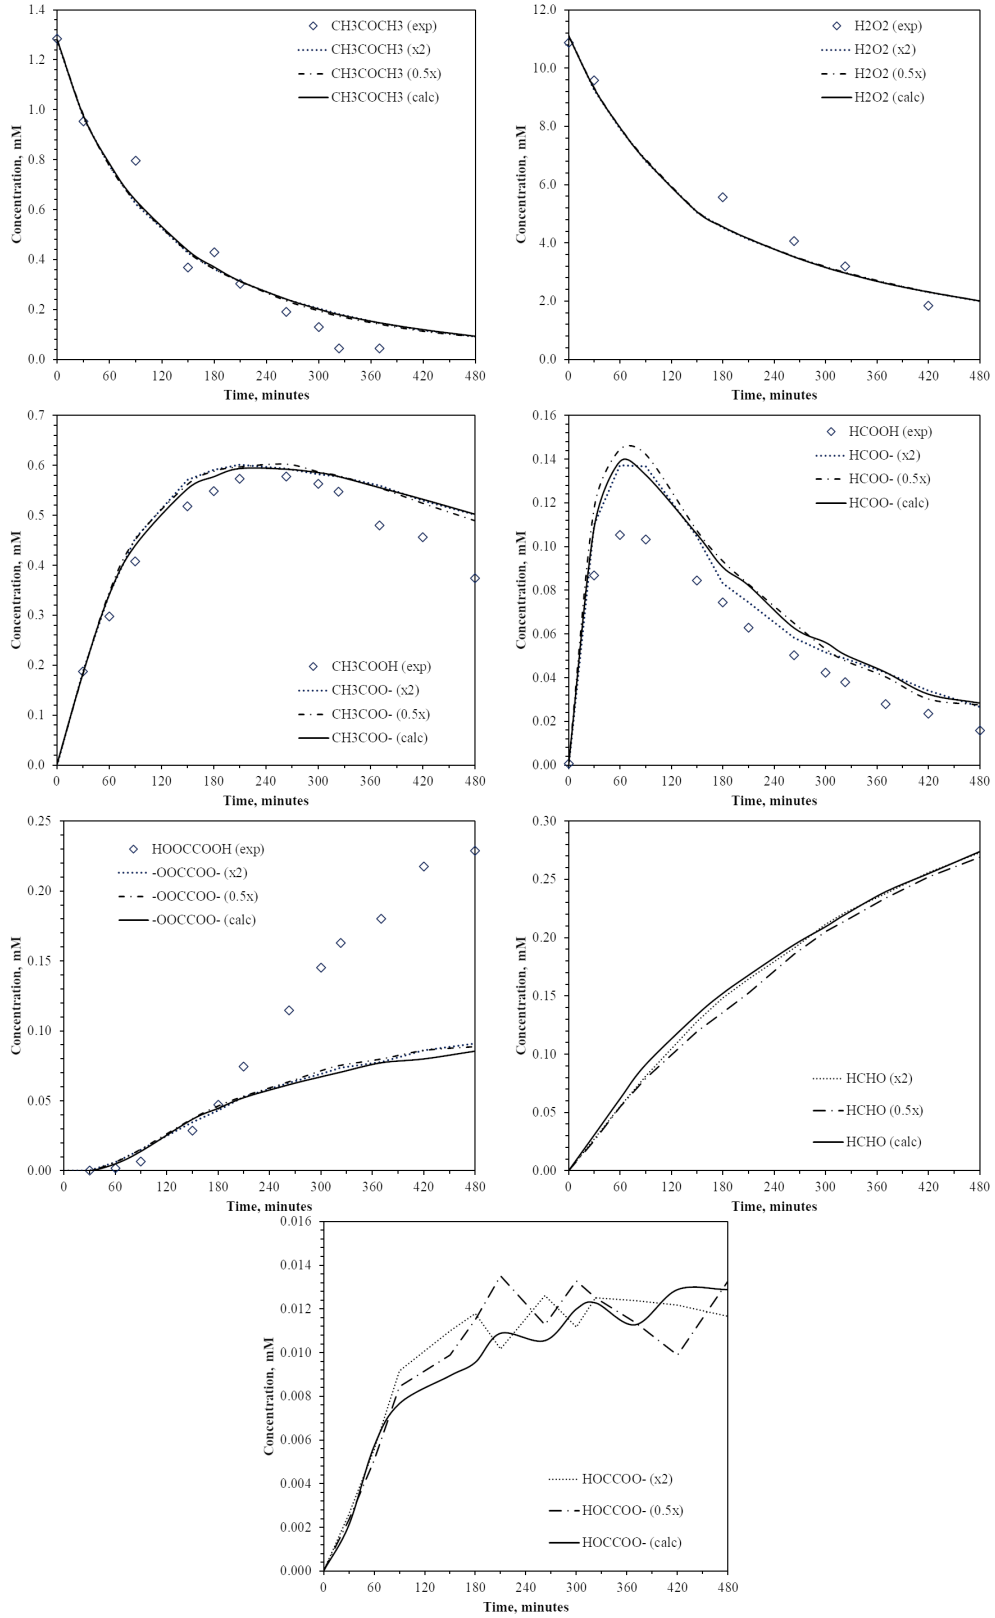 1.4
1.2
1.0
0.8
0.6
0.4
0.2
0.0
Concentration, mM
CH3COCH3 (exp)
CH3COCH3 (x2)
CH3COCH3 (0.5x)
CH3COCH3 (calc)
0 60 120 180 240 300 360 420 480
Time, minutes
12.0
10.0
8.0
6.0
4.0
2.0
0.0
Concentration, mM
H2O2 (exp)
H2O2 (x2)
H2O2 (0.5x)
H2O2 (calc)
0 60 120 180 240 300 360 420 480
Time, minutes
0.7
0.6
0.5
0.4
0.3
0.2
0.1
0.0
Concentration, mM
CH3COOH (exp)
CH3COO- (x2)
CH3COO- (0.5x)
CH3COO- (calc)
0 60 120 180 240 300 360 420 480
Time, minutes
0.16
0.14
0.12
0.10
0.08
0.06
0.04
0.02
0.00
Concentration, mM
HCOOH (exp)
HCOO- (x2)
HCOO- (0.5x)
HCOO- (calc)
0 60 120 180 240 300 360 420 480
Time, minutes
0.25
0.20
0.15
0.10
0.05
0.00
Concentration, mM
HOOCCOOH (exp)
-OOCCOO- (x2)
-OOCCOO- (0.5x)
-OOCCOO- (calc)
0 60 120 180 240 300 360 420 480
Time, minutes
0.30
0.25
0.20
0.15
0.10
0.05
0.00
Concentration, mM
HCHO (x2)
HCHO (0.5x)
HCHO (calc)
0 60 120 180 240 300 360 420 480
Time, minutes
0.016
0.014
0.012
0.010
0.008
0.006
0.004
0.002
0.000
Concentration, mM
HOCCOO- (x2)
HOCCOO- (0.5x)
HOCCOO- (calc)
0 60 120 180 240 300 360 420 480
Time, minutes